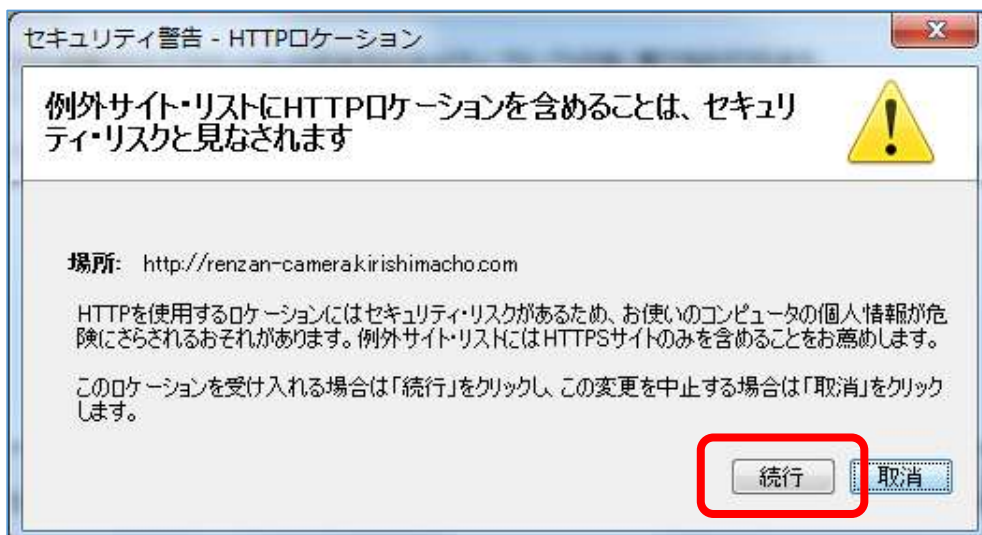 セキュリティ警告 - HTTPロケーション
例外サイト・リストにHTTPロケーションを含めることは、セキュリ
ティ・リスクと見なされます
場所: http://renzan-camera.kirishimacho.com
HTTPを使用するロケーションにはセキュリティ・リスクがあるため、お使いのコンピュータの個人情報が危
険にさらされるおそれがあります。例外サイト・リストにはHTTPSサイトのみを含めることをお薦めします。
このロケーションを受け入れる場合は「続行」をクリックし、この変更を中止する場合は「取消」をクリック
します。
続行 取消